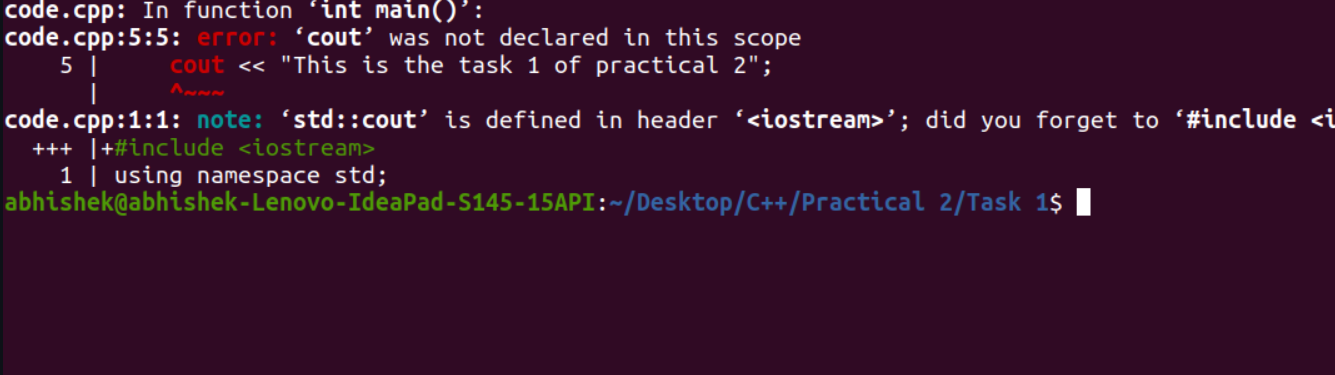 code.cpp: In function ‘int main()’:
code.cpp:5:5: error: ‘cout’ was not declared in this scope
    5 |     cout << "This is the task 1 of practical 2";
      |     ^~~~
code.cpp:1:1: note: ‘std::cout’ is defined in header ‘<iostream>’; did you forget to ‘#include <i
  +++ |+#include <iostream>
    1 | using namespace std;
abhishek@abhishek-Lenovo-IdeaPad-S145-15API:~/Desktop/C++/Practical 2/Task 1$